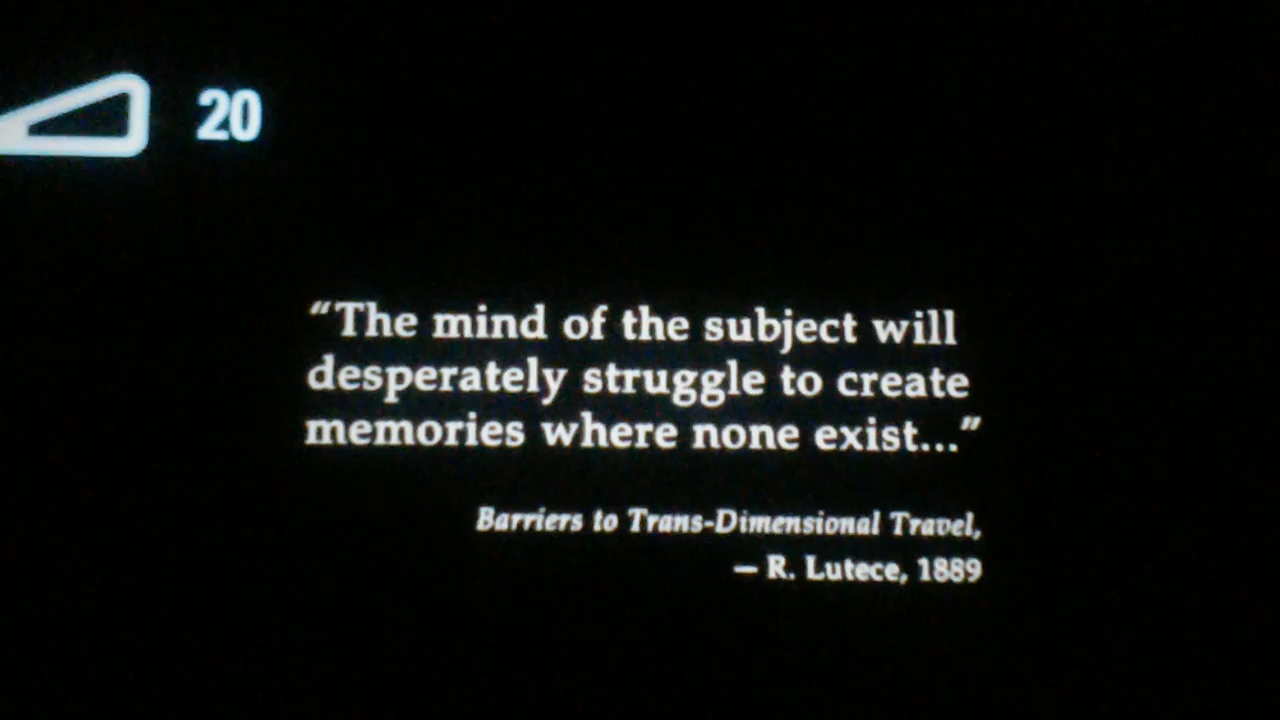 20
“The mind of the subject will
desperately struggle to create
memories where none exist...”
Barriers to Trans-Dimensional Travel,
— R. Lutece, 1889